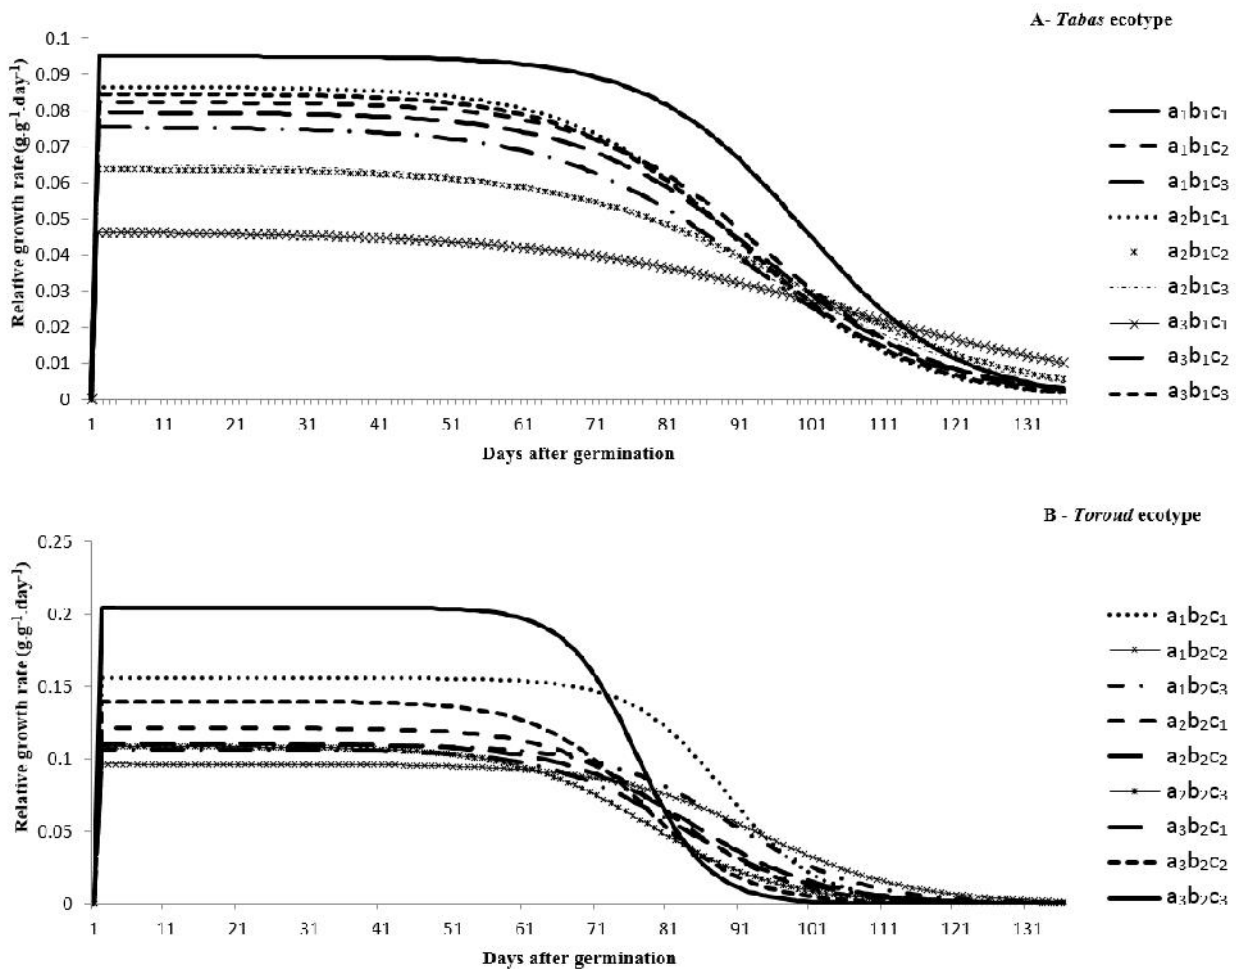 A- Tabas ecotype
Relative growth rate(g.g⁻¹.day⁻¹)
0.1
0.09
0.08
0.07
0.06
0.05
0.04
0.03
0.02
0.01
0
1 11 21 31 41 51 61 71 81 91 101 111 121 131
Days after germination
a₁b₁c₁
a₁b₁c₂
a₁b₁c₃
a₂b₁c₁
a₂b₁c₂
a₂b₁c₃
a₃b₁c₁
a₃b₁c₂
a₃b₁c₃
B - Toroud ecotype
Relative growth rate (g.g⁻¹.day⁻¹)
0.25
0.2
0.15
0.1
0.05
0
1 11 21 31 41 51 61 71 81 91 101 111 121 131
Days after germination
a₁b₂c₁
a₁b₂c₂
a₁b₂c₃
a₂b₂c₁
a₂b₂c₂
a₂b₂c₃
a₃b₂c₁
a₃b₂c₂
a₃b₂c₃